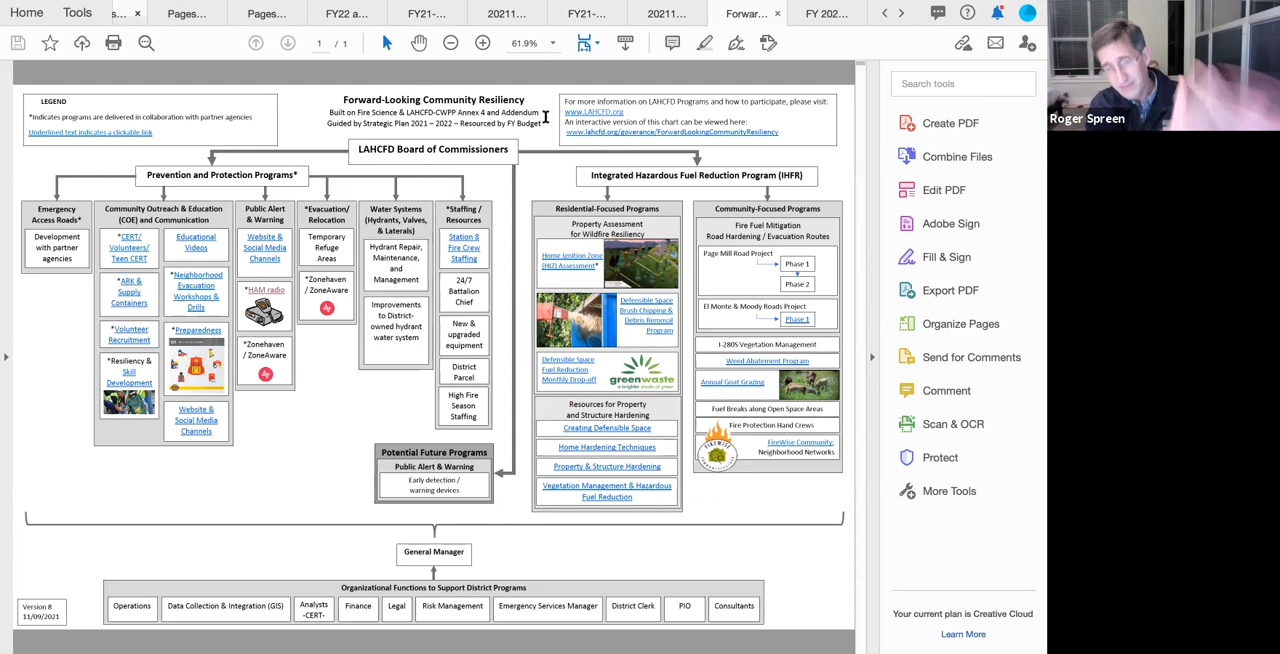 Home
Tools
s...
Pages...
Pages...
FY22 a...
FY21-...
20211...
FY21-...
20211...
Forwar...
FY 202...
1 / 1
61.9%
Roger Spreen
LEGEND
*Indicates programs are delivered in collaboration with partner agencies
Underlined text indicates a clickable link
Forward-Looking Community Resiliency
Built on Fire Science & LAHCFD-CWPP Annex 4 and Addendum
Guided by Strategic Plan 2021 – 2022 – Resourced by FY Budget
For more information on LAHCFD Programs and how to participate, please visit:
www.LAHCFD.org
An interactive version of this chart can be viewed here:
www.lahcfd.org/goverance/ForwardLookingCommunityResiliency
LAHCFD Board of Commissioners
Prevention and Protection Programs*
Integrated Hazardous Fuel Reduction Program (IHFR)
Emergency
Access Roads*
Development
with partner
agencies
Community Outreach & Education
(COE) and Communication
*CERT/
Volunteers/
Teen CERT
*ARK &
Supply
Containers
*Volunteer
Recruitment
*Resiliency &
Skill
Development
Educational
Videos
*Neighborhood
Evacuation
Workshops &
Drills
*Preparedness
Website &
Social Media
Channels
Public Alert
& Warning
Website &
Social Media
Channels
*HAM radio
*Zonehaven
/ ZoneAware
*Evacuation/
Relocation
Temporary
Refuge
Areas
*Zonehaven
/ ZoneAware
Water Systems
(Hydrants, Valves,
& Laterals)
Hydrant Repair,
Maintenance,
and
Management
Improvements
to District-
owned hydrant
water system
*Staffing /
Resources
Station 8
Fire Crew
Staffing
24/7
Battalion
Chief
New &
upgraded
equipment
District
Parcel
High Fire
Season
Staffing
Potential Future Programs
Public Alert & Warning
Early detection /
warning devices
Residential-Focused Programs
Property Assessment
for Wildfire Resiliency
Home Ignition Zone
(HIZ) Assessment*
Defensible Space
Brush Chipping &
Debris Removal
Program
Defensible Space
Fuel Reduction
Monthly Drop-off
greenwaste
a brighter shade of green
Resources for Property
and Structure Hardening
Creating Defensible Space
Home Hardening Techniques
Property & Structure Hardening
Vegetation Management & Hazardous
Fuel Reduction
Community-Focused Programs
Fire Fuel Mitigation
Road Hardening / Evacuation Routes
Page Mill Road Project
Phase 1
Phase 2
El Monte & Moody Roads Project
Phase 1
I-280S Vegetation Management
Weed Abatement Program
Annual Goat Grazing
Fuel Breaks along Open Space Areas
Fire Protection Hand Crews
FireWise Community;
Neighborhood Networks
General Manager
Organizational Functions to Support District Programs
Operations
Data Collection & Integration (GIS)
Analysts
-CERT-
Finance
Legal
Risk Management
Emergency Services Manager
District Clerk
PIO
Consultants
Version 8
11/09/2021
Search tools
Create PDF
Combine Files
Edit PDF
Adobe Sign
Fill & Sign
Export PDF
Organize Pages
Send for Comments
Comment
Scan & OCR
Protect
More Tools
Your current plan is Creative Cloud
Learn More